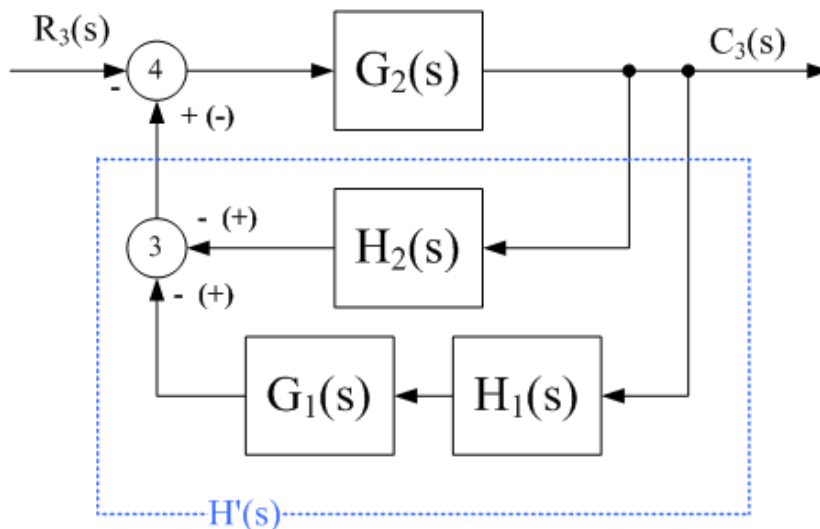 R₃(s)
4
-
G₂(s)
C₃(s)
+ (-)
- (+)
3
H₂(s)
- (+)
G₁(s)
H₁(s)
H'(s)